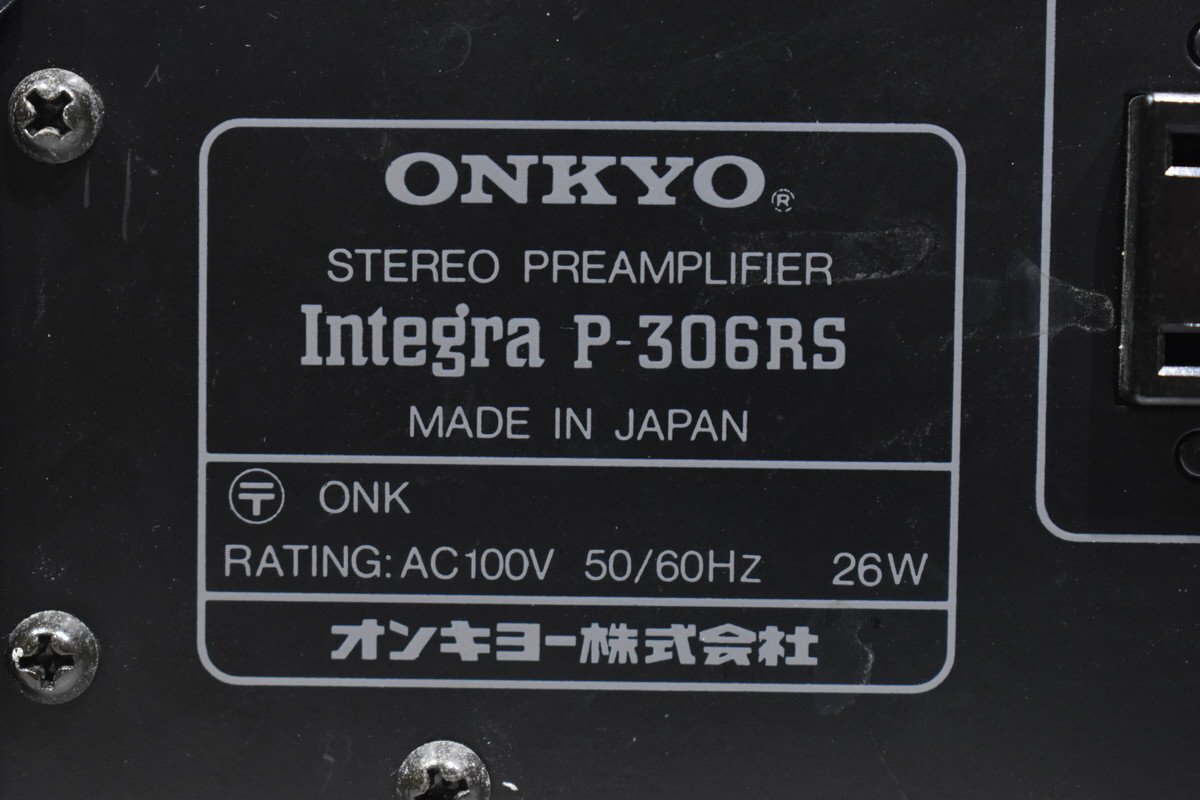 ONKYO®
STEREO PREAMPLIFIER
Integra P-306RS
MADE IN JAPAN
〶 ONK
RATING: AC100V 50/60Hz 26W
オンキヨー株式会社